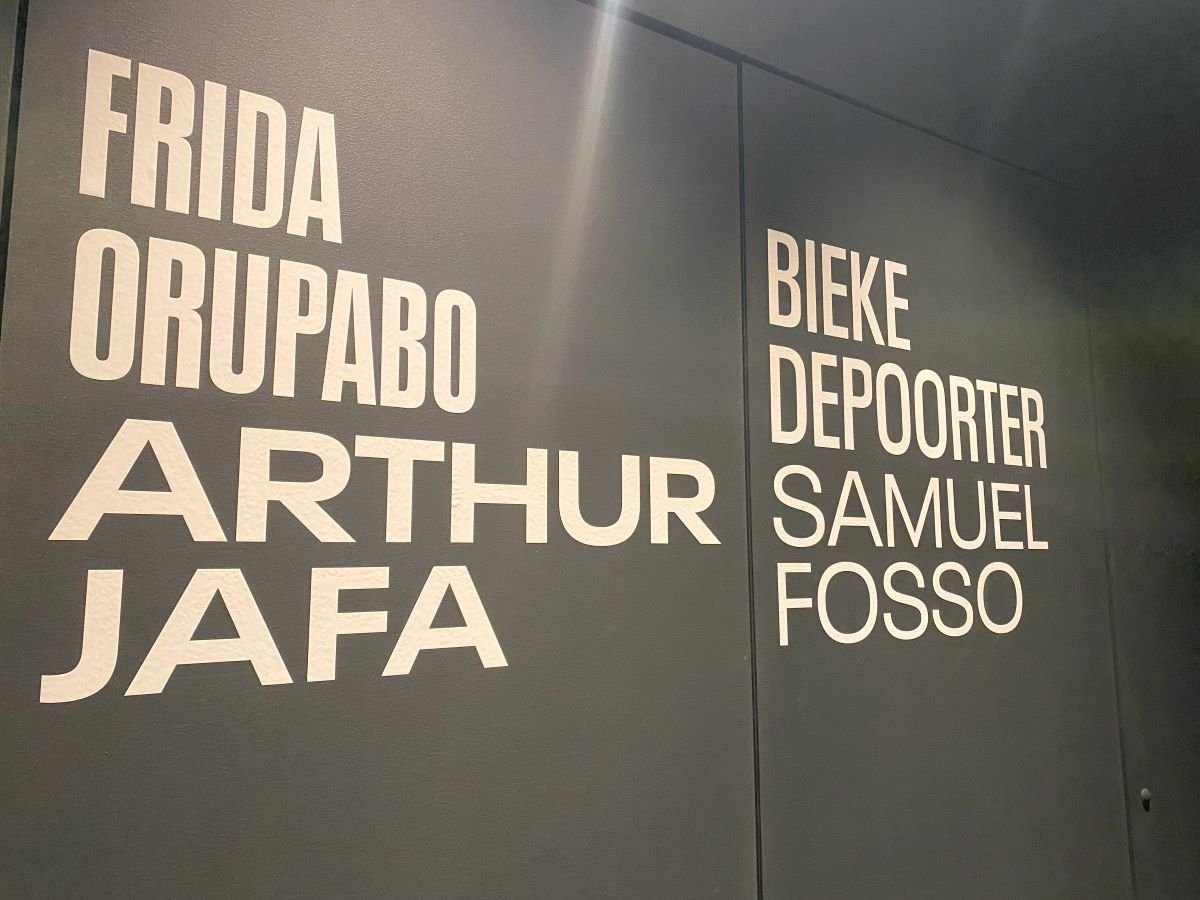 FRIDA
ORUPABO
ARTHUR
JAFA
BIEKE
DEPOORTER
SAMUEL
FOSSO